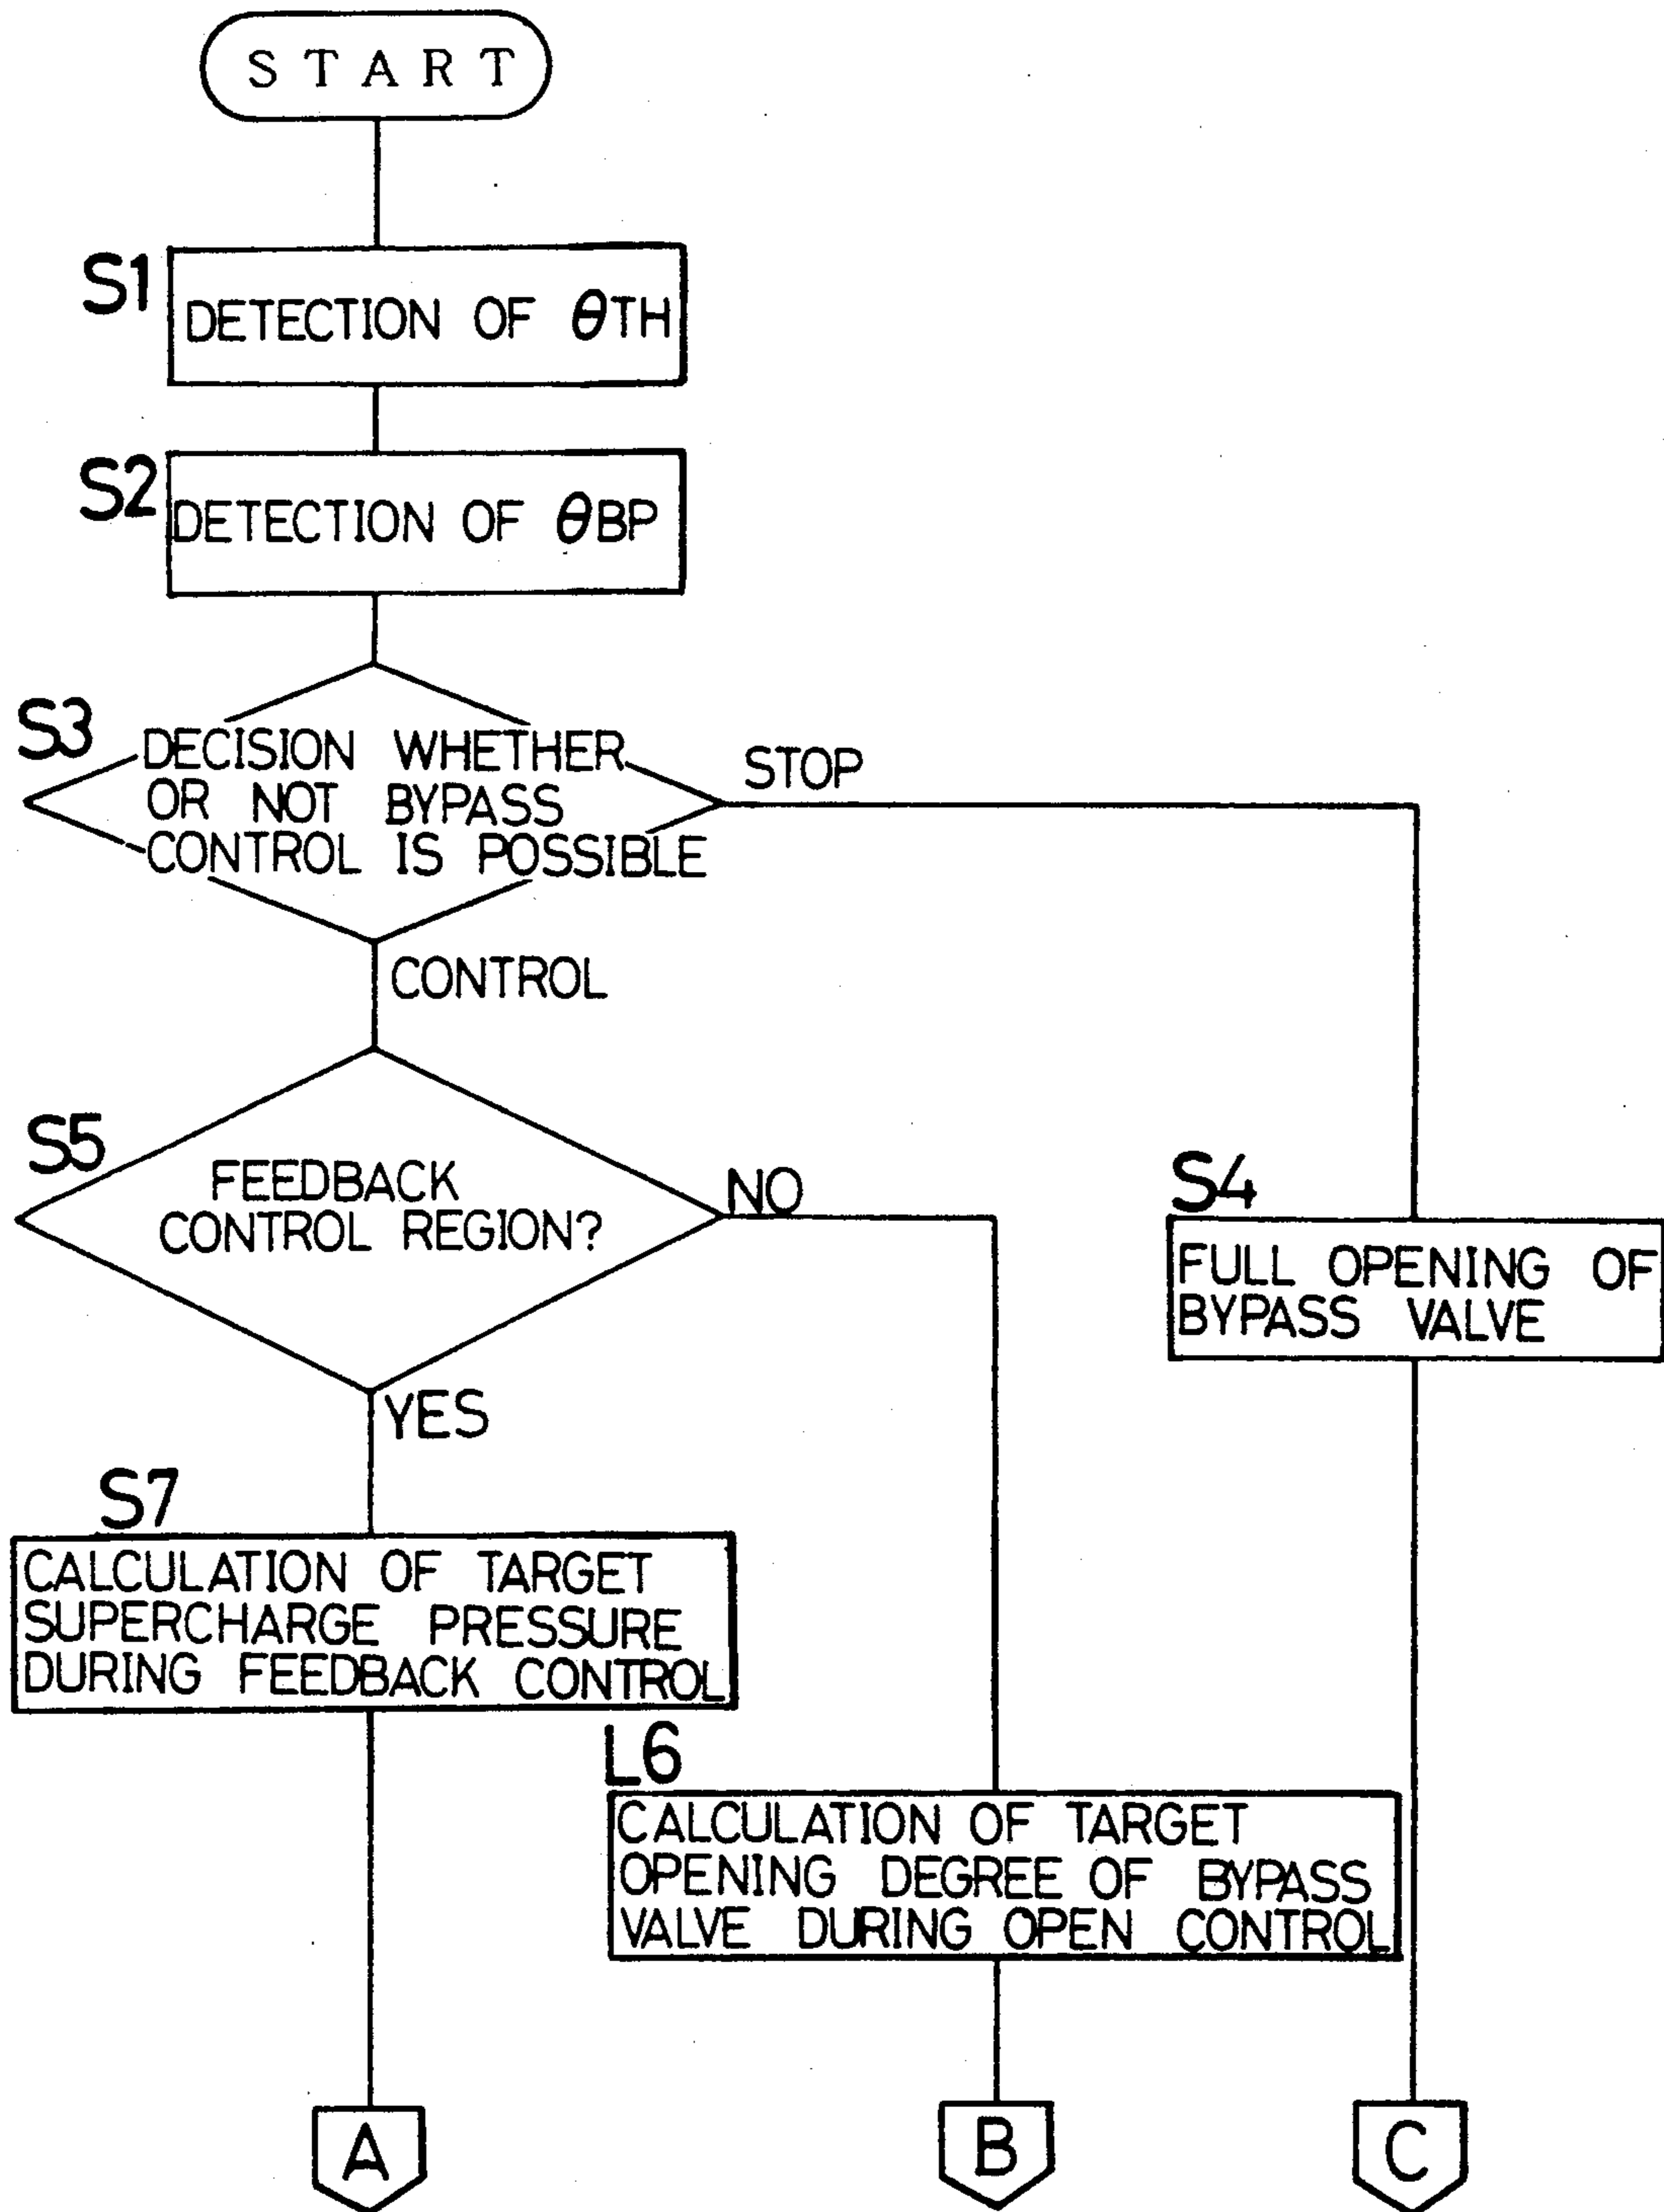 START
S1
DETECTION OF θTH
S2
DETECTION OF θBP
S3
DECISION WHETHER
OR NOT BYPASS
CONTROL IS POSSIBLE
STOP
CONTROL
S5
FEEDBACK
CONTROL REGION?
NO
S4
FULL OPENING OF
BYPASS VALVE
YES
S7
CALCULATION OF TARGET
SUPERCHARGE PRESSURE
DURING FEEDBACK CONTROL
L6
CALCULATION OF TARGET
OPENING DEGREE OF BYPASS
VALVE DURING OPEN CONTROL
A
B
C